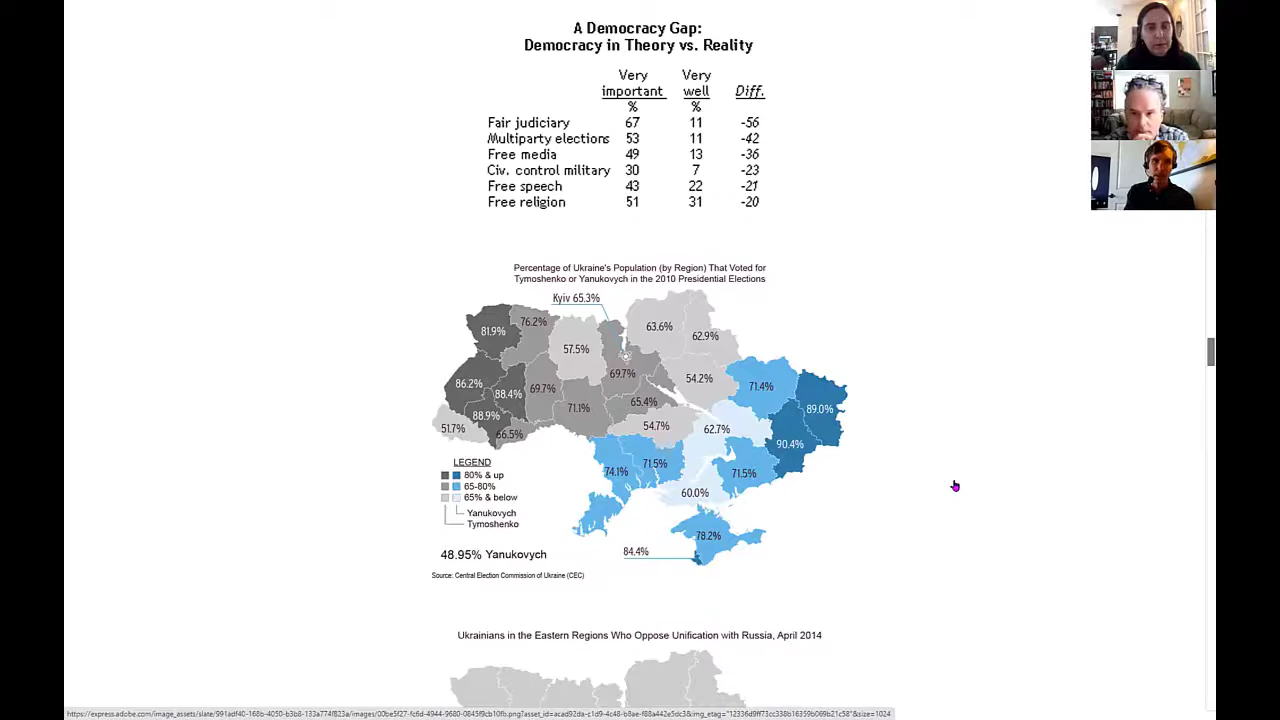 A Democracy Gap:
Democracy in Theory vs. Reality
Very Very
important well Diff.
% %
Fair judiciary 67 11 -56
Multiparty elections 53 11 -42
Free media 49 13 -36
Civ. control military 30 7 -23
Free speech 43 22 -21
Free religion 51 31 -20
Percentage of Ukraine's Population (by Region) That Voted for
Tymoshenko or Yanukovych in the 2010 Presidential Elections
Kyiv 65.3%
81.9%
76.2%
57.5%
63.6%
62.9%
69.7%
54.2%
71.4%
86.2%
88.4%
69.7%
71.1%
65.4%
89.0%
88.9%
51.7%
66.5%
54.7%
62.7%
90.4%
74.1%
71.5%
71.5%
60.0%
78.2%
84.4%
LEGEND
80% & up
65-80%
65% & below
Yanukovych
Tymoshenko
48.95% Yanukovych
Source: Central Election Commission of Ukraine (CEC)
Ukrainians in the Eastern Regions Who Oppose Unification with Russia, April 2014